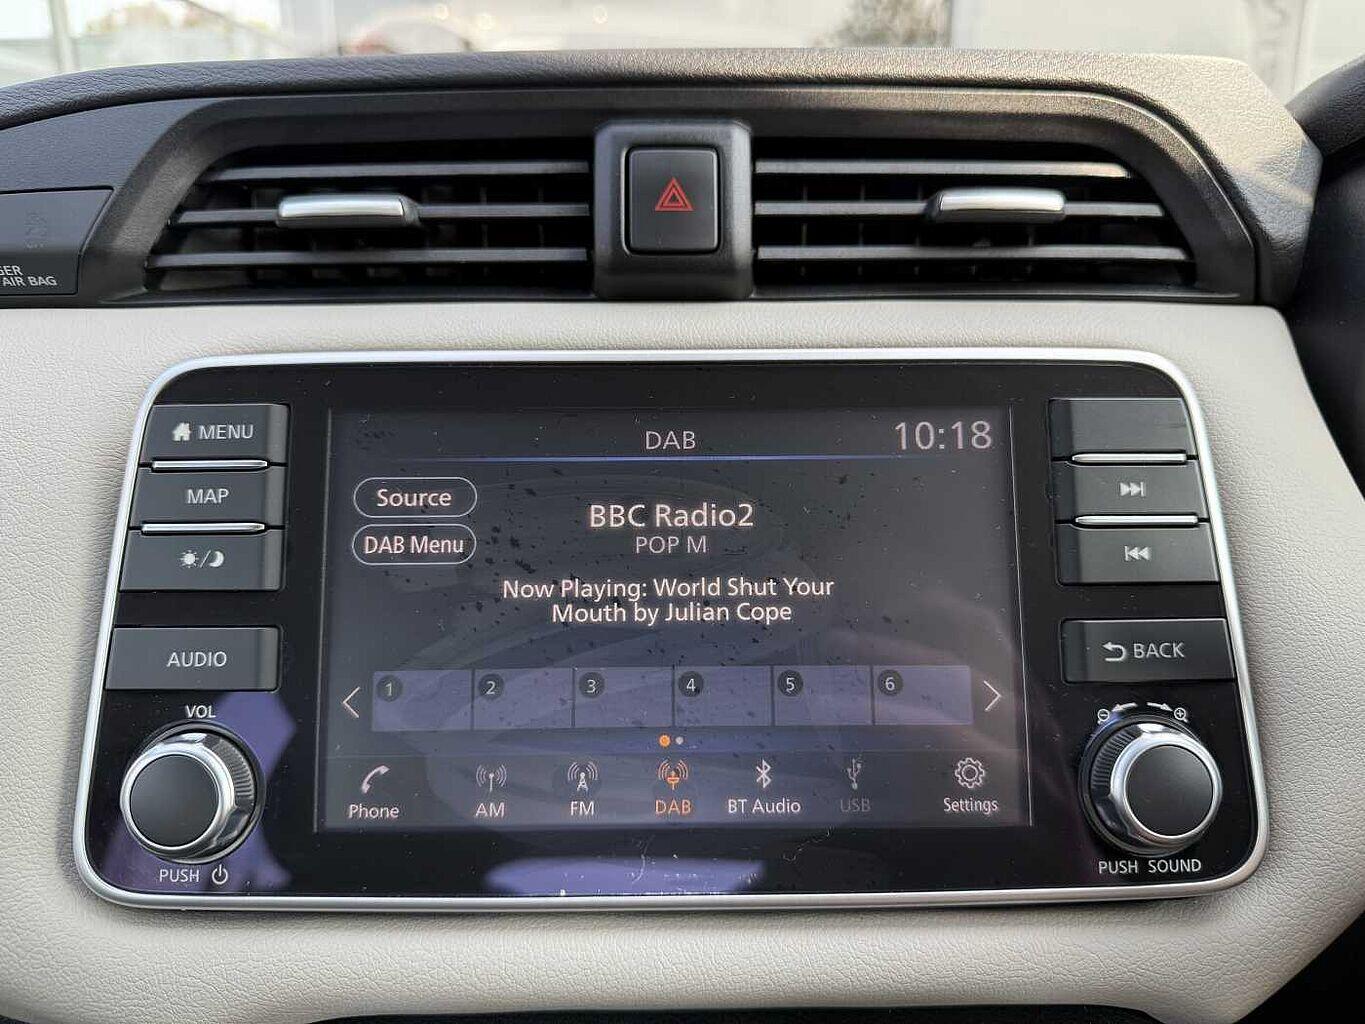 GER
AIR BAG
MENU
MAP
AUDIO
VOL
PUSH
DAB
10:18
Source
DAB Menu
BBC Radio2
POP M
Now Playing: World Shut Your
Mouth by Julian Cope
1 2 3 4 5 6
Phone AM FM DAB BT Audio USB Settings
BACK
PUSH SOUND